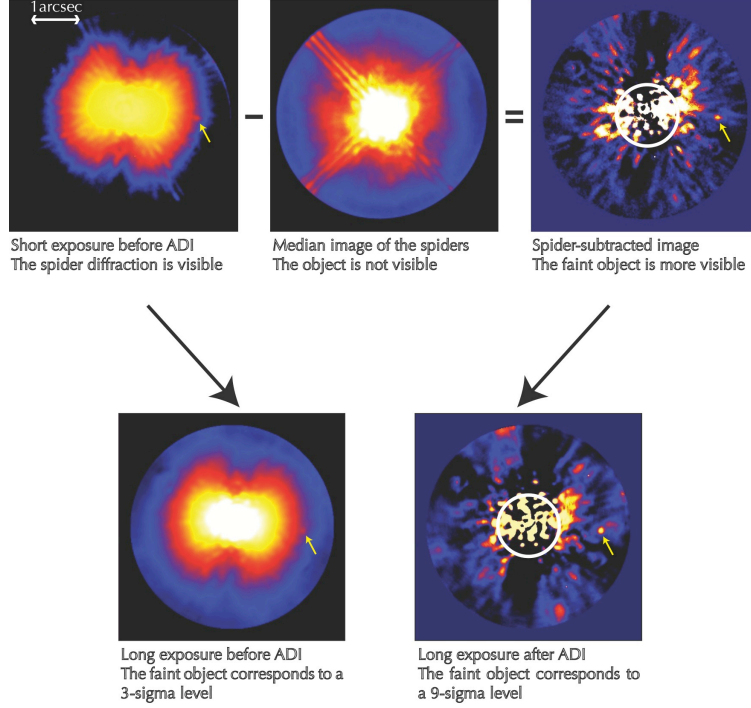 1arcsec
Short exposure before ADI
The spider diffraction is visible
Median image of the spiders
The object is not visible
Spider-subtracted image
The faint object is more visible
Long exposure before ADI
The faint object corresponds to a
3-sigma level
Long exposure after ADI
The faint object corresponds to
a 9-sigma level